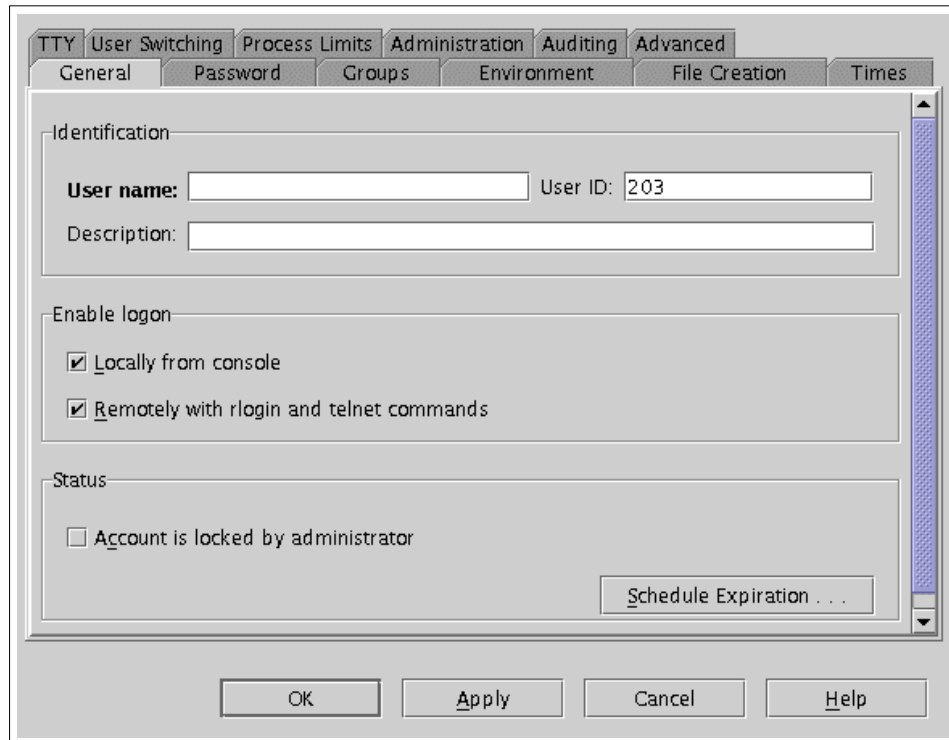 TTY User Switching Process Limits Administration Auditing Advanced
General Password Groups Environment File Creation Times
Identification
User name: User ID: 203
Description:
Enable logon
Locally from console
Remotely with rlogin and telnet commands
Status
Account is locked by administrator
Schedule Expiration . . .
OK Apply Cancel Help